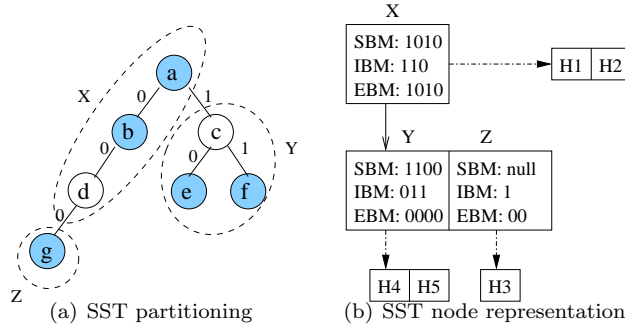 X
a
0
1
b
c
Y
0
0
1
d
e
f
0
g
Z
(a) SST partitioning
X
SBM: 1010
IBM: 110
EBM: 1010
H1 H2
Y
Z
SBM: 1100
IBM: 011
EBM: 0000
SBM: null
IBM: 1
EBM: 00
H4 H5
H3
(b) SST node representation